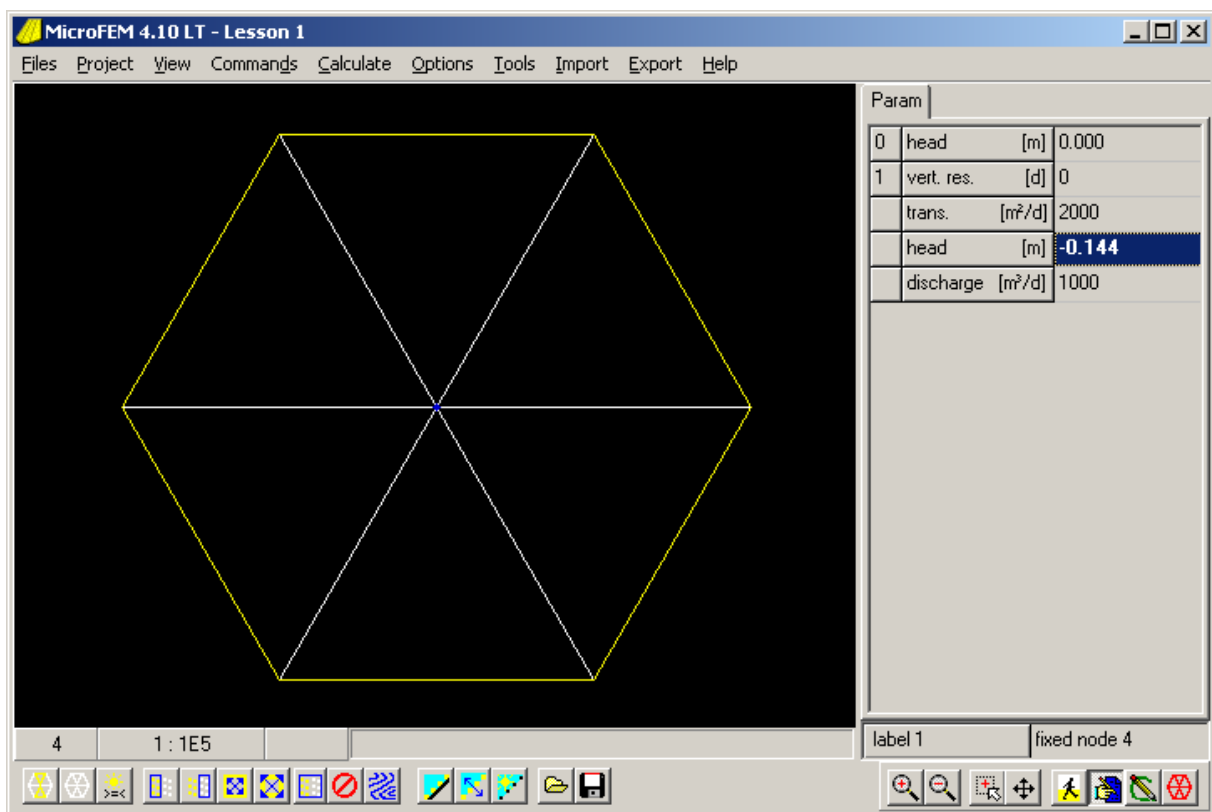 MicroFEM 4.10 LT - Lesson 1
Files Project View Commands Calculate Options Tools Import Export Help
Param
0 head [m] 0.000
1 vert. res. [d] 0
trans. [m²/d] 2000
head [m] -0.144
discharge [m³/d] 1000
4 1 : 1E5
label 1 fixed node 4
>=<